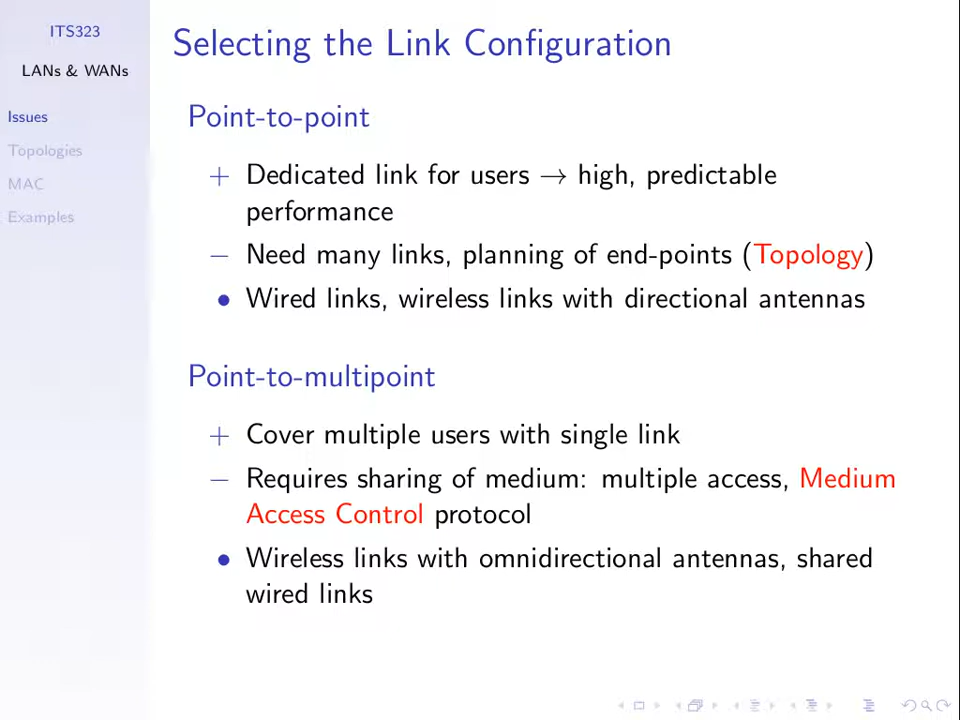 ITS323
LANs & WANs
Issues
Topologies
MAC
Examples
Selecting the Link Configuration
Point-to-point
+ Dedicated link for users → high, predictable
performance
− Need many links, planning of end-points (Topology)
• Wired links, wireless links with directional antennas
Point-to-multipoint
+ Cover multiple users with single link
− Requires sharing of medium: multiple access, Medium
Access Control protocol
• Wireless links with omnidirectional antennas, shared
wired links